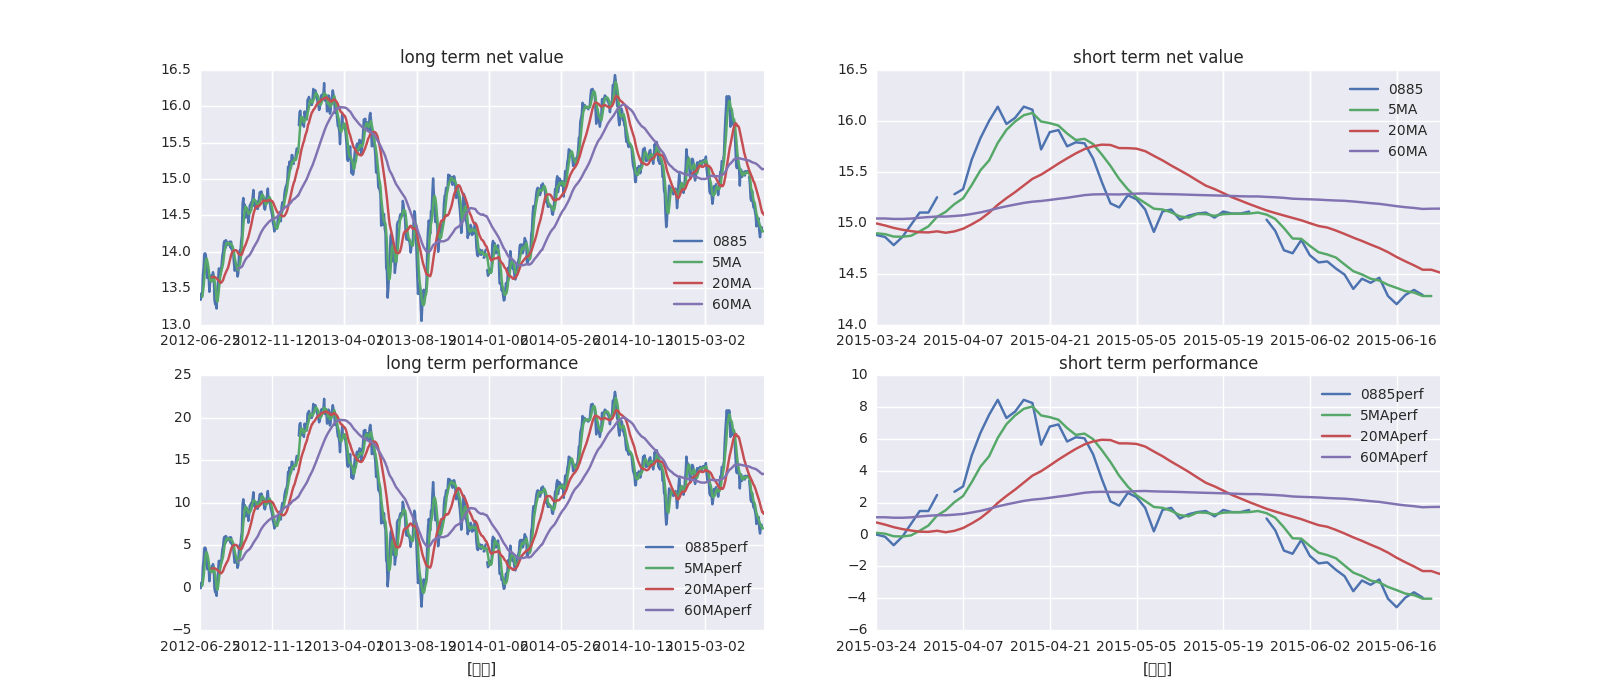 long term net value
16.5
16.0
15.5
15.0
14.5
14.0
13.5
13.0
0885
5MA
20MA
60MA
2012-06-25 2012-11-12 2013-04-01 2013-08-19 2014-01-06 2014-05-26 2014-10-13 2015-03-02
short term net value
16.5
16.0
15.5
15.0
14.5
14.0
0885
5MA
20MA
60MA
2015-03-24 2015-04-07 2015-04-21 2015-05-05 2015-05-19 2015-06-02 2015-06-16
long term performance
25
20
15
10
5
0
−5
0885perf
5MAperf
20MAperf
60MAperf
2012-06-25 2012-11-12 2013-04-01 2013-08-19 2014-01-06 2014-05-26 2014-10-13 2015-03-02
[▯▯]
short term performance
10
8
6
4
2
0
−2
−4
−6
0885perf
5MAperf
20MAperf
60MAperf
2015-03-24 2015-04-07 2015-04-21 2015-05-05 2015-05-19 2015-06-02 2015-06-16
[▯▯]